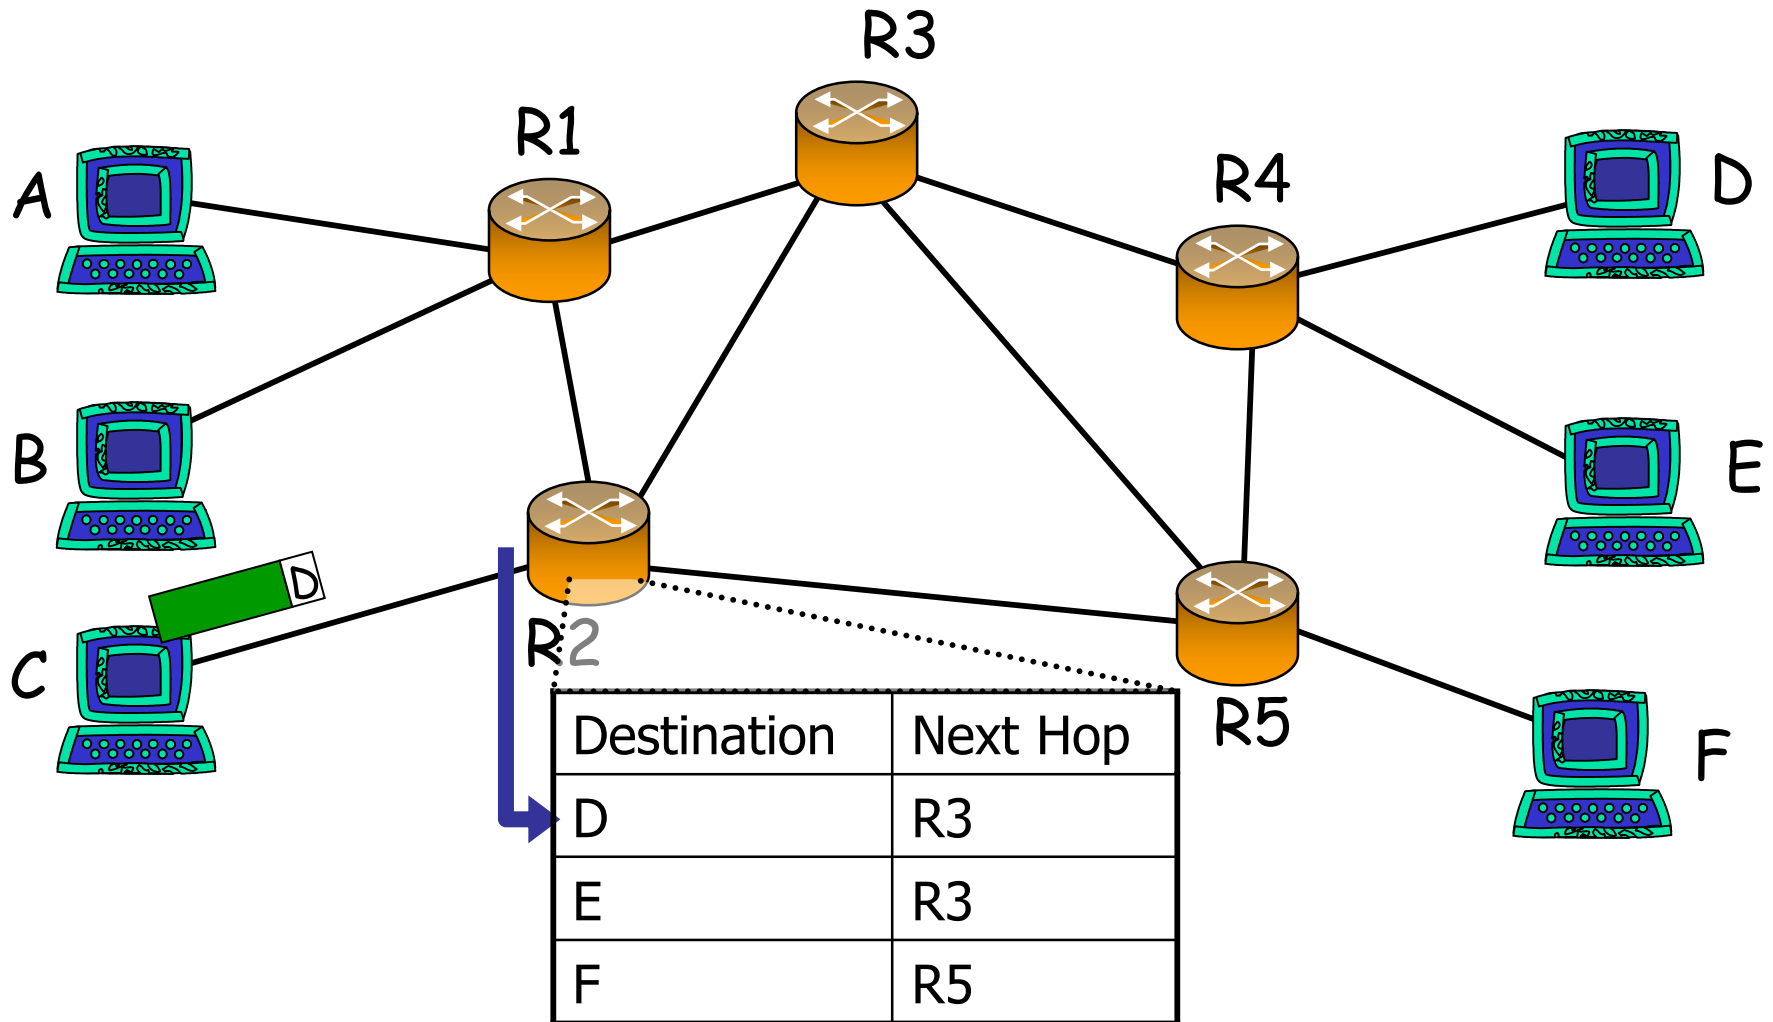 R3
R1
R4
A
D
B
E
D
C
R2
R5
F
Destination Next Hop
D R3
E R3
F R5